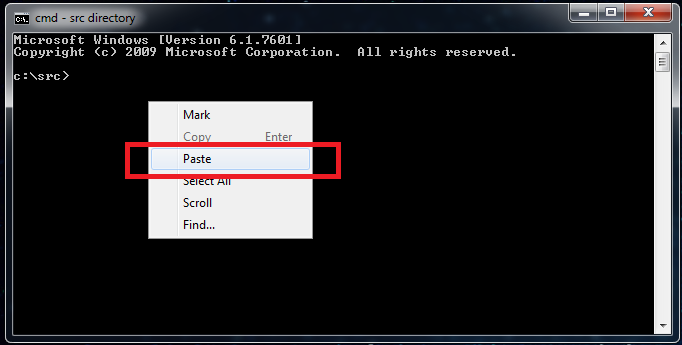 cmd - src directory
Microsoft Windows [Version 6.1.7601]
Copyright (c) 2009 Microsoft Corporation.  All rights reserved.
c:\src>
Mark
Copy Enter
Paste
Select All
Scroll
Find...